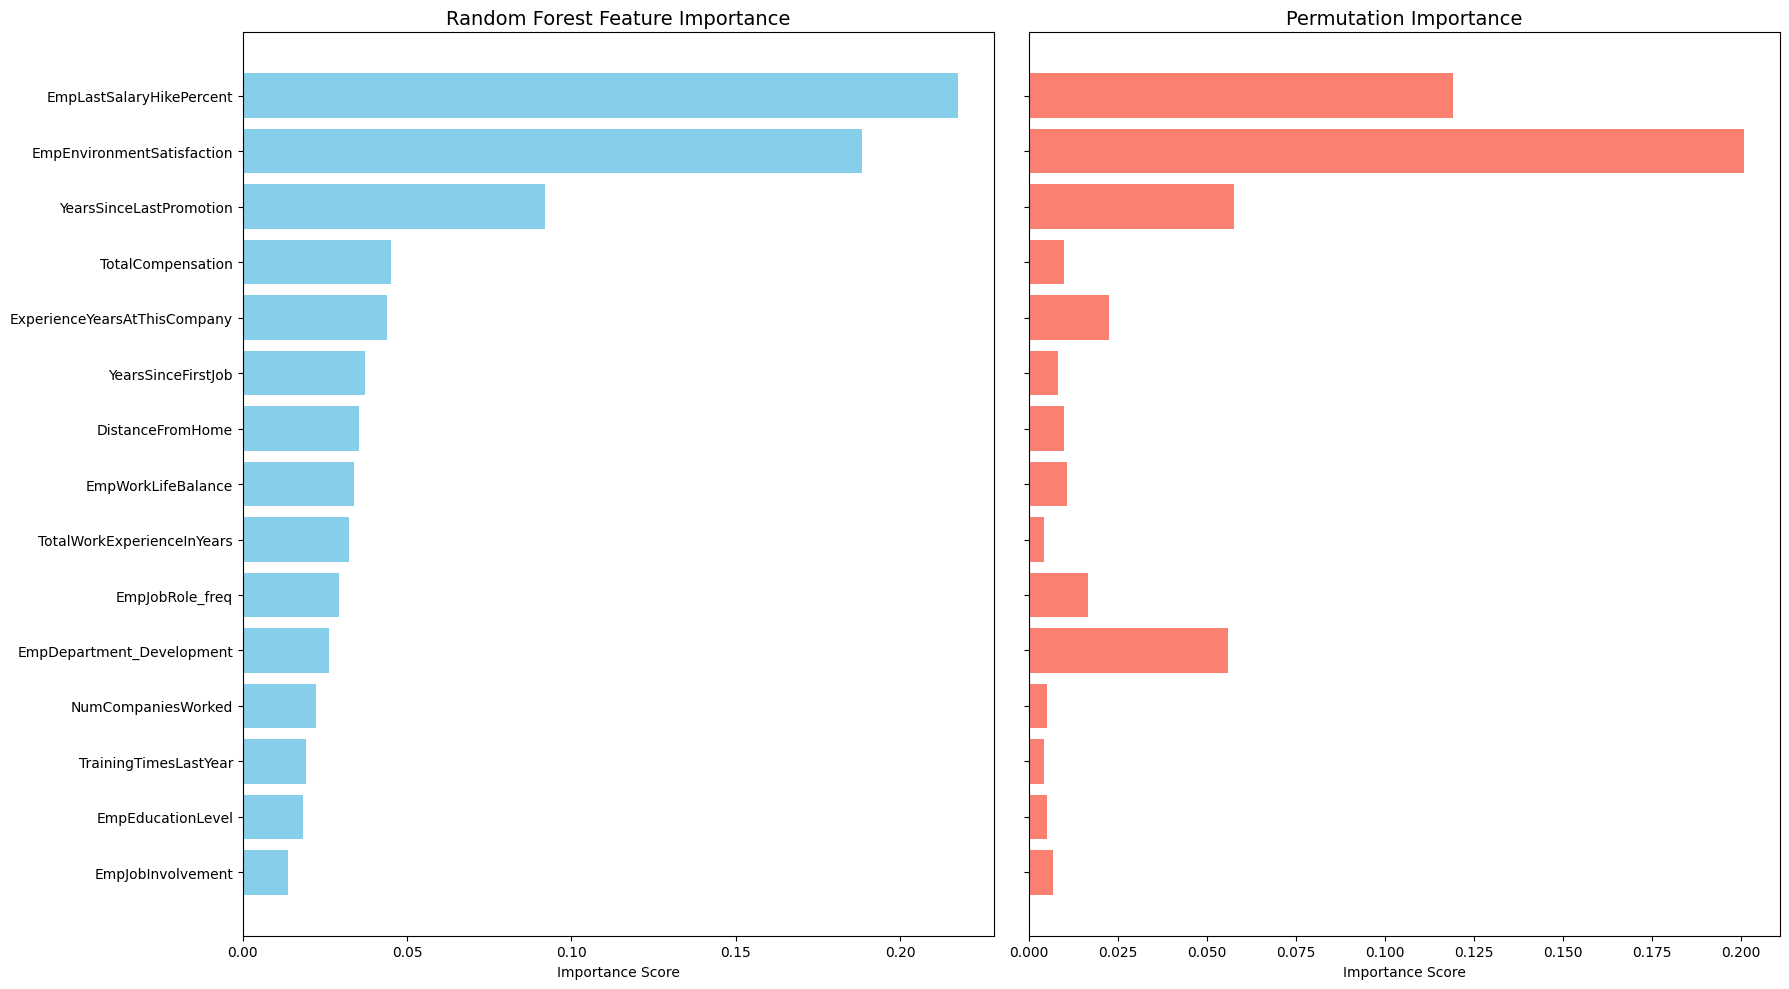 Random Forest Feature Importance
EmpLastSalaryHikePercent
EmpEnvironmentSatisfaction
YearsSinceLastPromotion
TotalCompensation
ExperienceYearsAtThisCompany
YearsSinceFirstJob
DistanceFromHome
EmpWorkLifeBalance
TotalWorkExperienceInYears
EmpJobRole_freq
EmpDepartment_Development
NumCompaniesWorked
TrainingTimesLastYear
EmpEducationLevel
EmpJobInvolvement
0.00 0.05 0.10 0.15 0.20
Importance Score
Permutation Importance
0.000 0.025 0.050 0.075 0.100 0.125 0.150 0.175 0.200
Importance Score